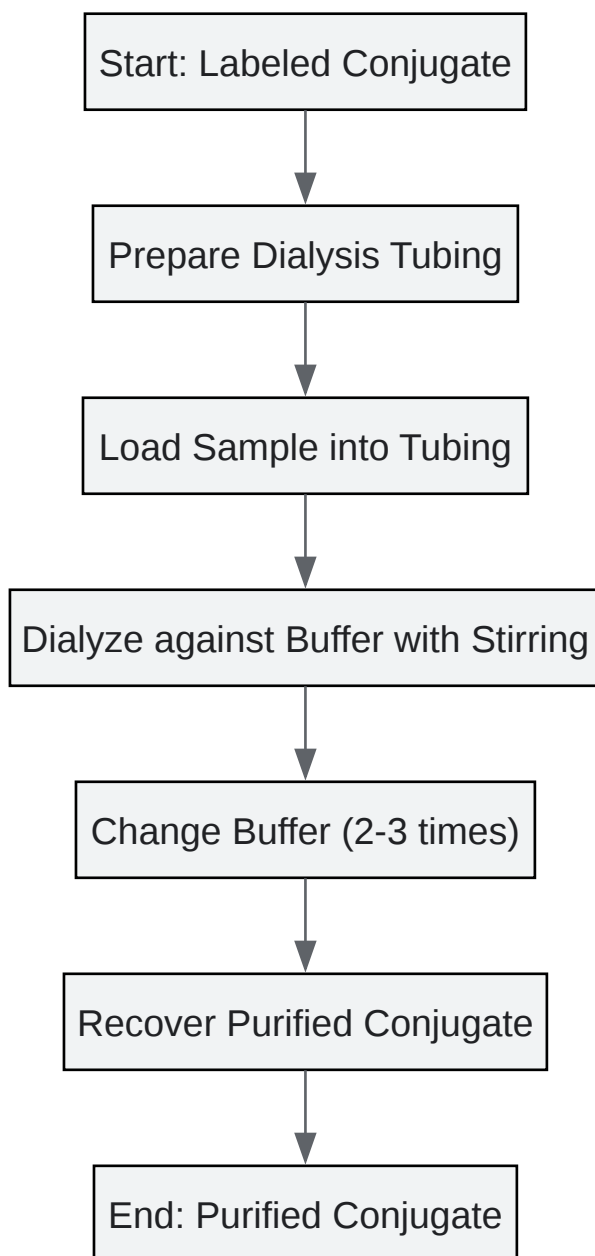 Start: Labeled Conjugate
Prepare Dialysis Tubing
Load Sample into Tubing
Dialyze against Buffer with Stirring
Change Buffer (2-3 times)
Recover Purified Conjugate
End: Purified Conjugate